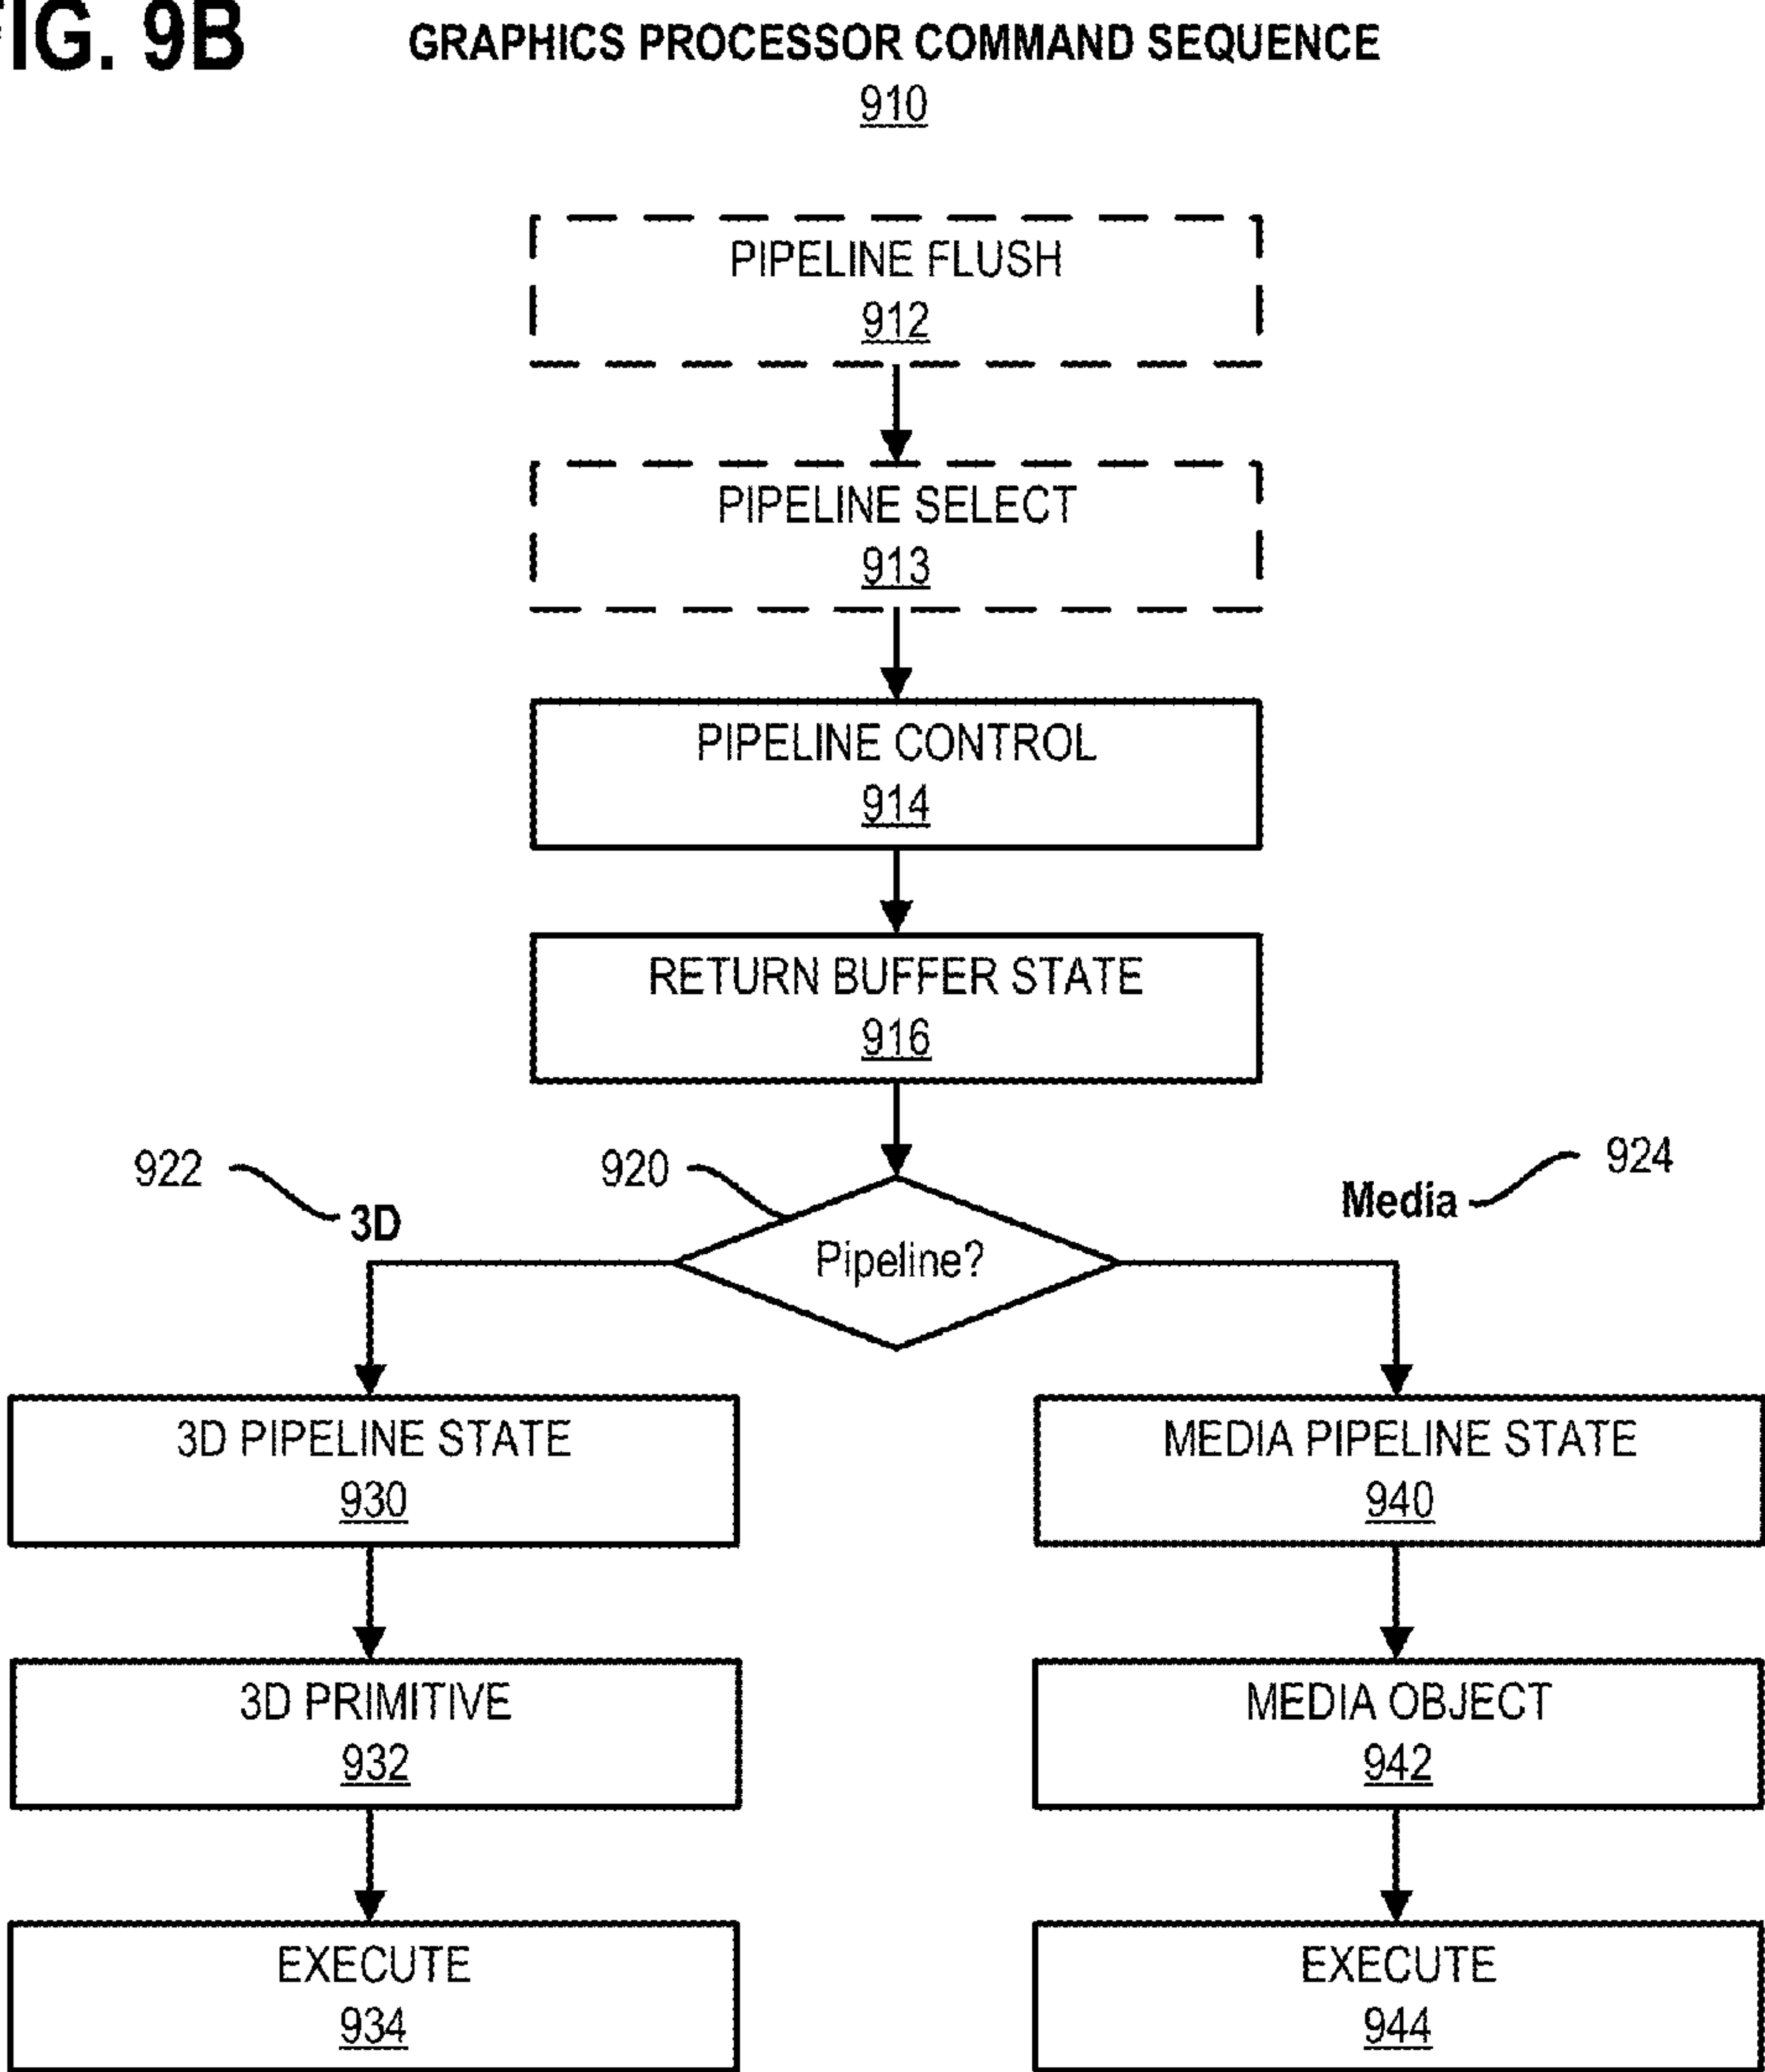 FIG. 9B
GRAPHICS PROCESSOR COMMAND SEQUENCE
910
PIPELINE FLUSH
912
PIPELINE SELECT
913
PIPELINE CONTROL
914
RETURN BUFFER STATE
916
922
3D
920
Pipeline?
Media
924
3D PIPELINE STATE
930
MEDIA PIPELINE STATE
940
3D PRIMITIVE
932
MEDIA OBJECT
942
EXECUTE
934
EXECUTE
944